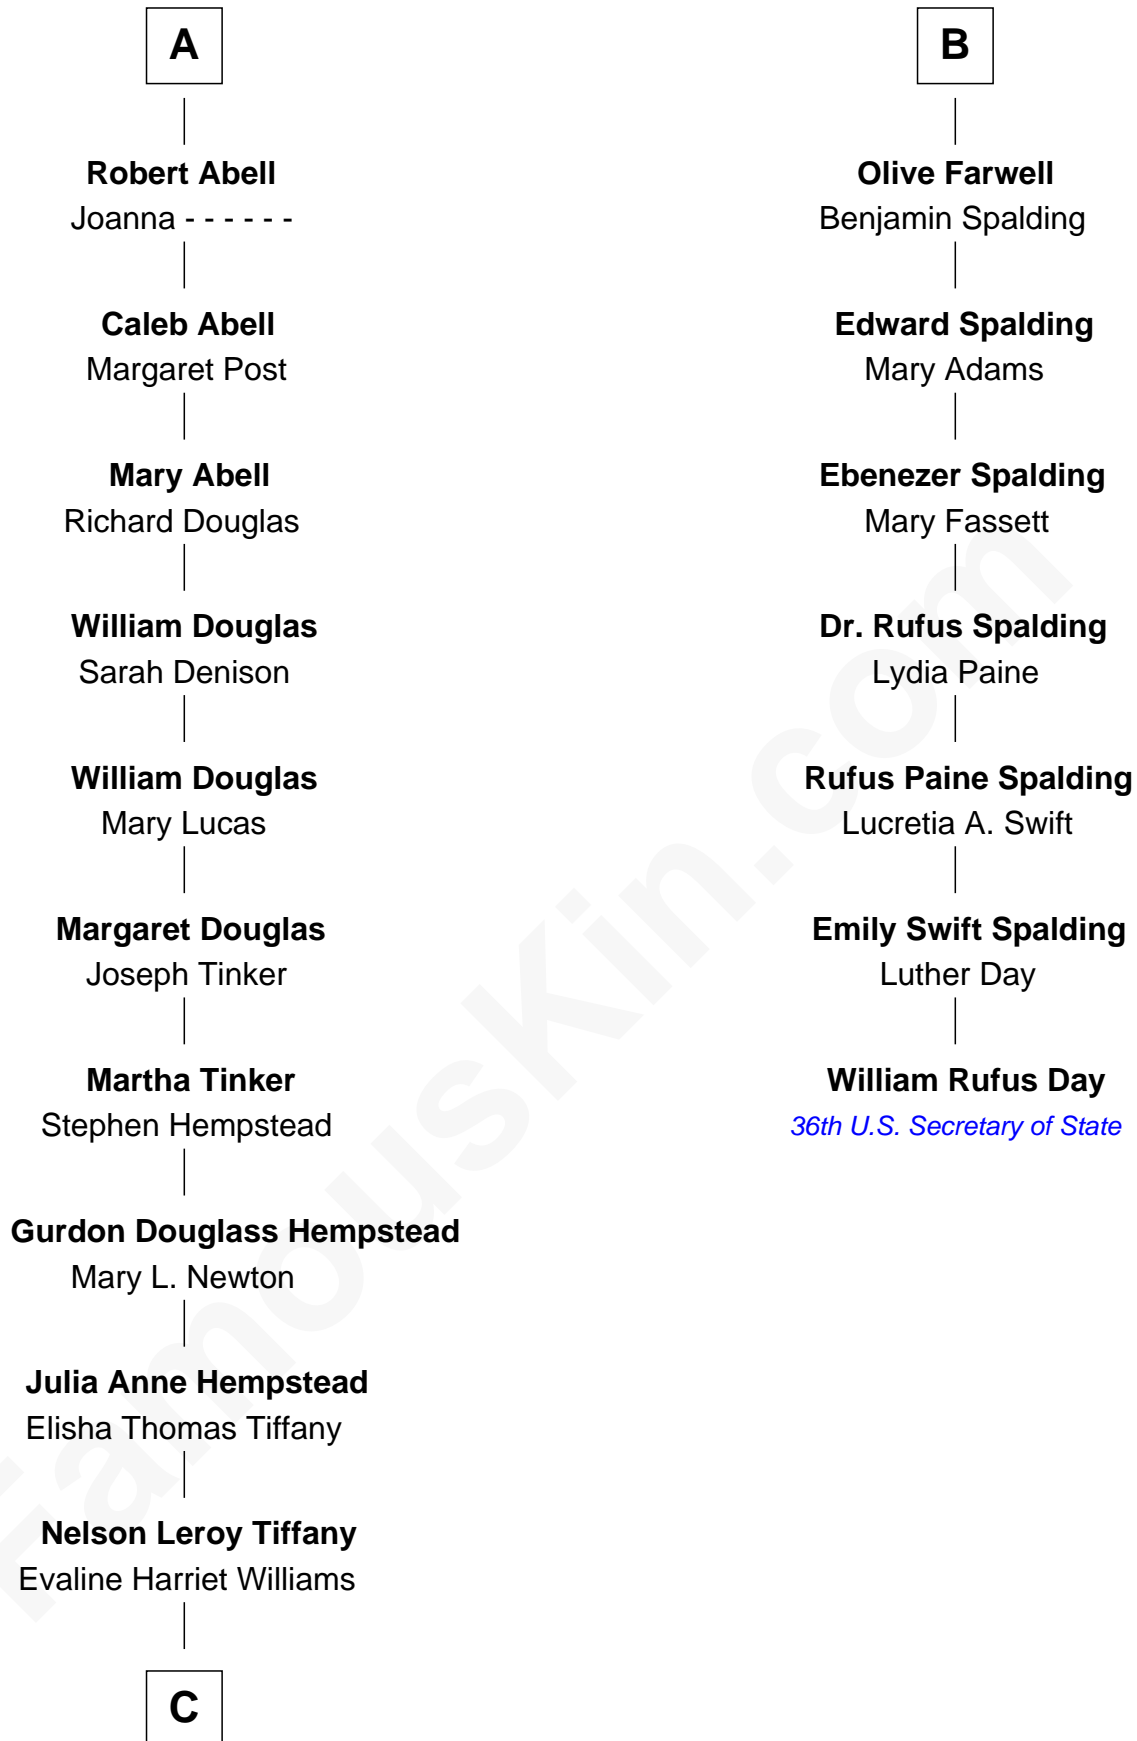 A
Robert Abell
Joanna - - - - - -
Caleb Abell
Margaret Post
Mary Abell
Richard Douglas
William Douglas
Sarah Denison
William Douglas
Mary Lucas
Margaret Douglas
Joseph Tinker
Martha Tinker
Stephen Hempstead
Gurdon Douglass Hempstead
Mary L. Newton
Julia Anne Hempstead
Elisha Thomas Tiffany
Nelson Leroy Tiffany
Evaline Harriet Williams
C
B
Olive Farwell
Benjamin Spalding
Edward Spalding
Mary Adams
Ebenezer Spalding
Mary Fassett
Dr. Rufus Spalding
Lydia Paine
Rufus Paine Spalding
Lucretia A. Swift
Emily Swift Spalding
Luther Day
William Rufus Day
36th U.S. Secretary of State
FamousKin.com